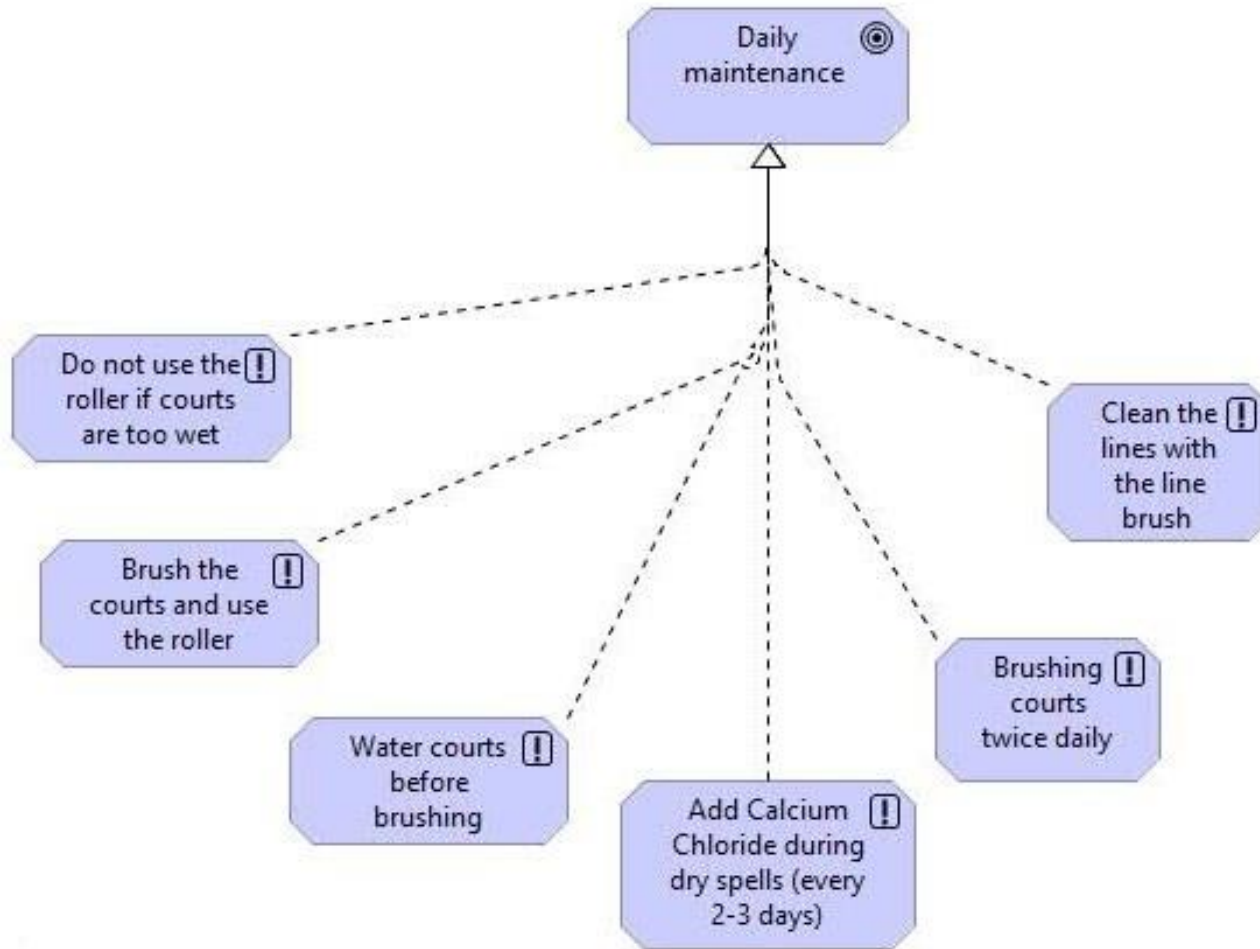 Daily
maintenance
Do not use the
roller if courts
are too wet
Clean the
lines with
the line
brush
Brush the
courts and use
the roller
Brushing
courts
twice daily
Water courts
before
brushing
Add Calcium
Chloride during
dry spells (every
2-3 days)